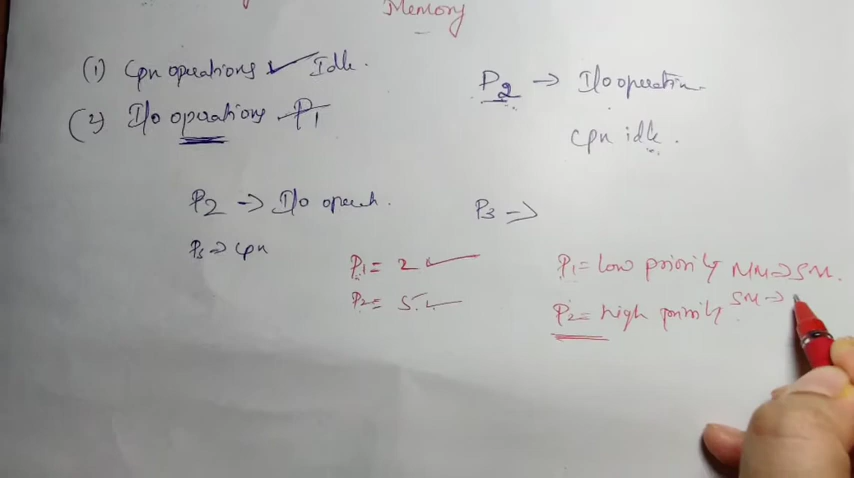 Memory
(1) Cpu operations ✓ Idle.
(2) I/o operations P1
P2 → I/o operation
cpu idle.
P2 → I/o operatn.
P3 →
P3 → cpu
P1 = 2
P2 = 5
P1 = low priority MM → SM.
P2 = high priority SM →